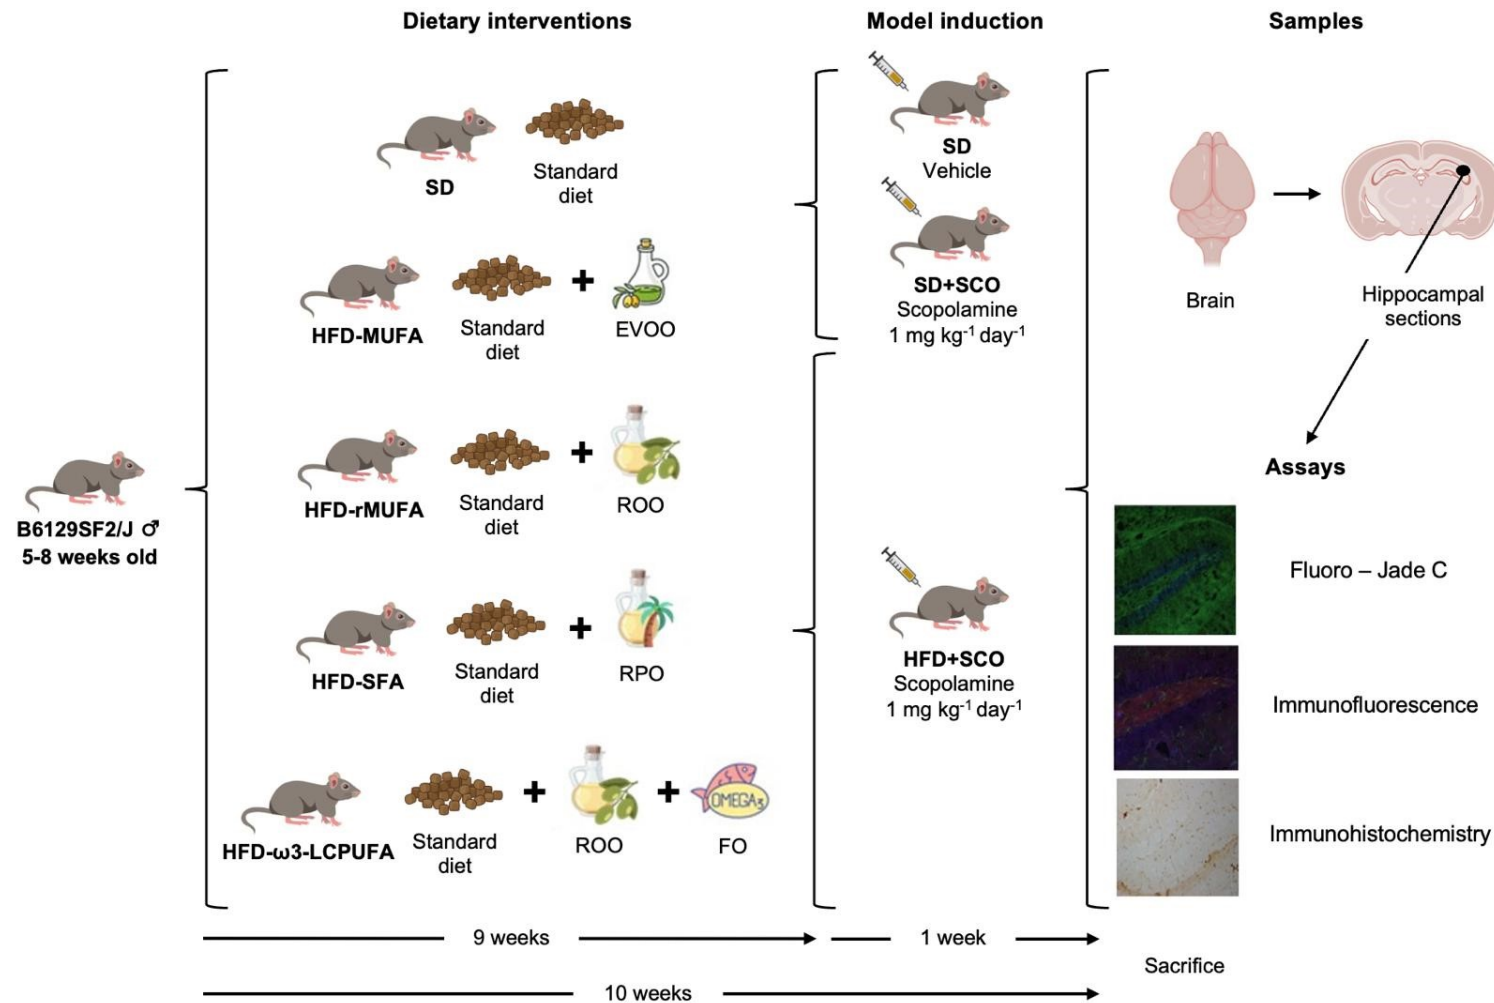 Dietary interventions
Model induction
Samples
B6129SF2/J ♂
5-8 weeks old
SD
Standard
diet
HFD-MUFA
Standard
diet
+
EVOO
HFD-rMUFA
Standard
diet
+
ROO
HFD-SFA
Standard
diet
+
RPO
HFD-ω3-LCPUFA
Standard
diet
+
ROO
+
OMEGA3
FO
SD
Vehicle
SD+SCO
Scopolamine
1 mg kg⁻¹ day⁻¹
HFD+SCO
Scopolamine
1 mg kg⁻¹ day⁻¹
Brain
Hippocampal
sections
Assays
Fluoro – Jade C
Immunofluorescence
Immunohistochemistry
9 weeks
1 week
Sacrifice
10 weeks